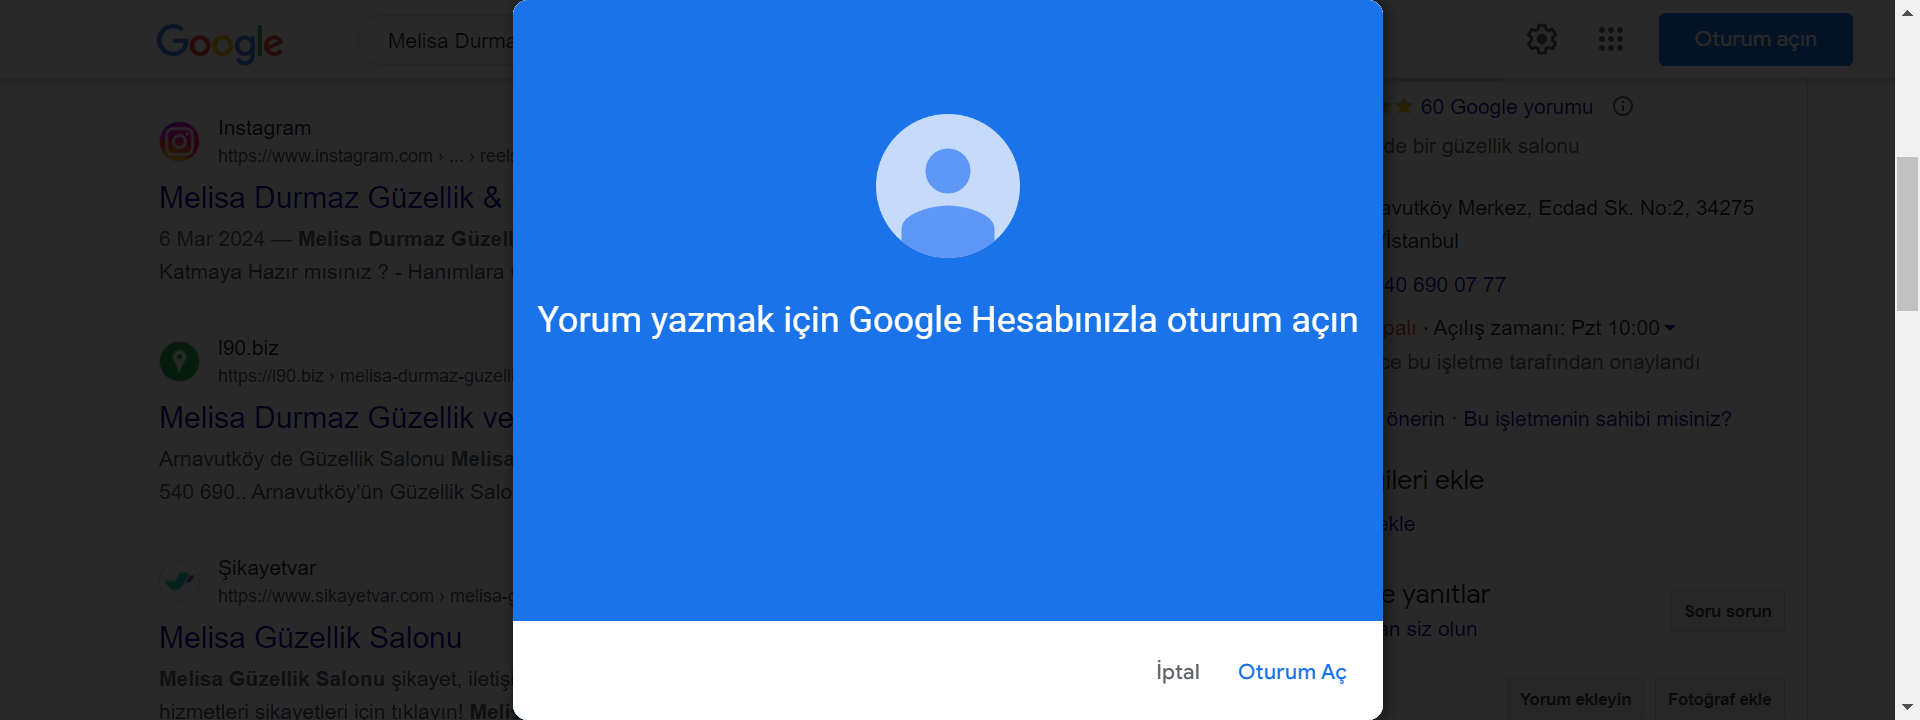 Google
Melisa Durma
Oturum açın
Instagram
https://www.instagram.com › ... › reels
Melisa Durmaz Güzellik &
6 Mar 2024 — Melisa Durmaz Güzell
Katmaya Hazır mısınız ? - Hanımlara
l90.biz
https://l90.biz › melisa-durmaz-guzelli
Melisa Durmaz Güzellik ve
Arnavutköy de Güzellik Salonu Melisa
540 690.. Arnavutköy'ün Güzellik Salo
Şikayetvar
https://www.sikayetvar.com › melisa-g
Melisa Güzellik Salonu
Melisa Güzellik Salonu şikayet, iletişi
hizmetleri şikayetleri için tıklayın! Meli
Yorum yazmak için Google Hesabınızla oturum açın
İptal
Oturum Aç
60 Google yorumu
de bir güzellik salonu
avutköy Merkez, Ecdad Sk. No:2, 34275
/İstanbul
40 690 07 77
palı · Açılış zamanı: Pzt 10:00
ce bu işletme tarafından onaylandı
önerin · Bu işletmenin sahibi misiniz?
ileri ekle
ekle
e yanıtlar
Soru sorun
an siz olun
Yorum ekleyin
Fotoğraf ekle